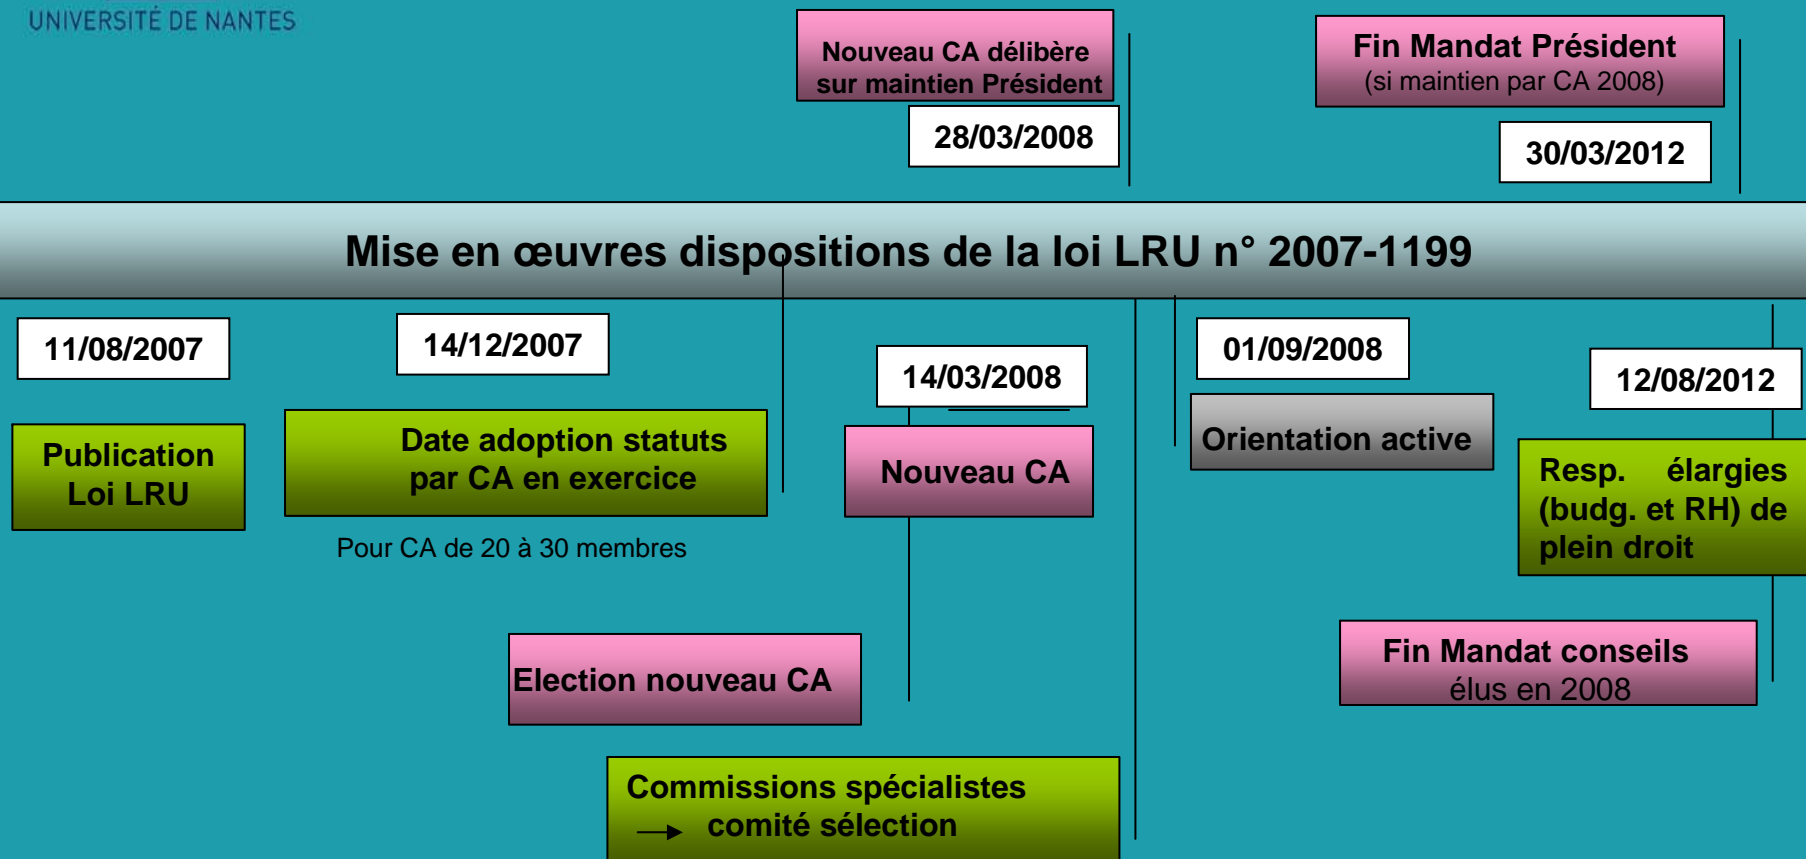 UNIVERSITÉ DE NANTES
Nouveau CA délibère
sur maintien Président
28/03/2008
Fin Mandat Président
(si maintien par CA 2008)
30/03/2012
Mise en œuvres dispositions de la loi LRU n° 2007-1199
11/08/2007
Publication
Loi LRU
14/12/2007
Date adoption statuts
par CA en exercice
Pour CA de 20 à 30 membres
14/03/2008
Nouveau CA
Election nouveau CA
Commissions spécialistes
→ comité sélection
01/09/2008
Orientation active
12/08/2012
Resp. élargies
(budg. et RH) de
plein droit
Fin Mandat conseils
élus en 2008